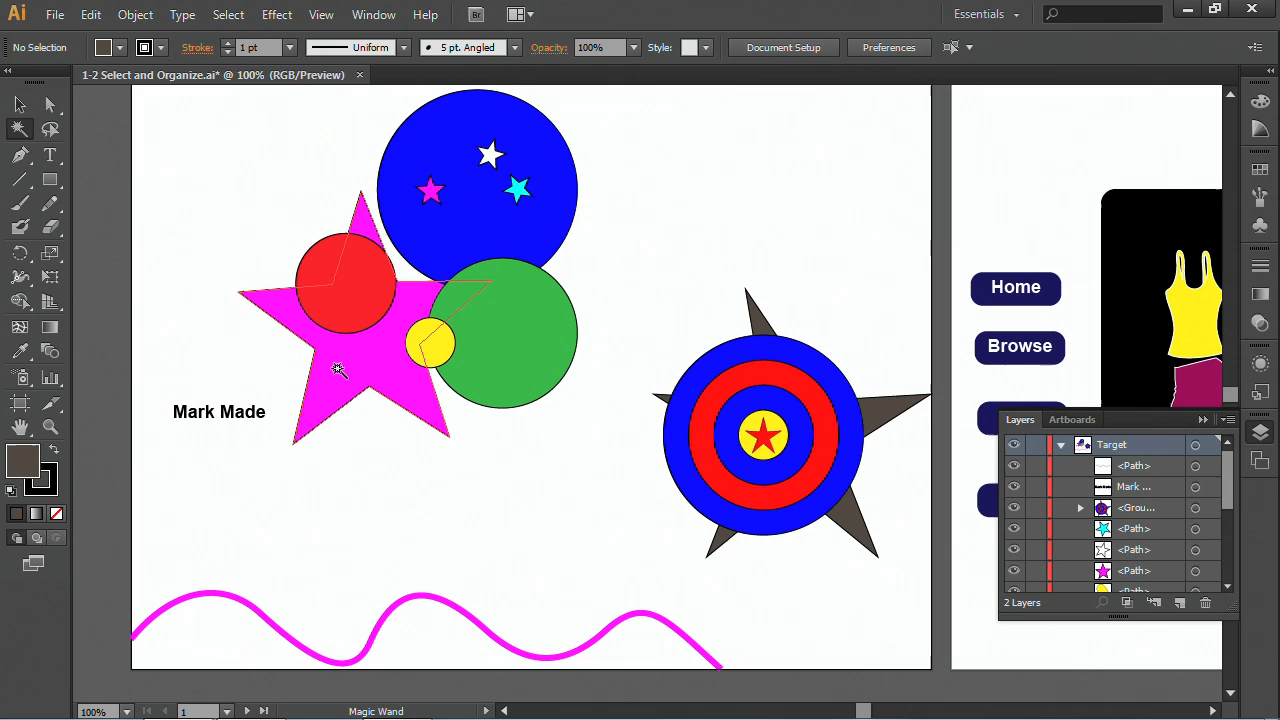 Ai File Edit Object Type Select Effect View Window Help Br Essentials
No Selection Stroke: 1 pt Uniform 5 pt. Angled Opacity: 100% Style: Document Setup Preferences
1-2 Select and Organize.ai* @ 100% (RGB/Preview)
T
Mark Made
Home
Browse
Layers Artboards
Target
<Path>
Mark ...
<Grou...
<Path>
<Path>
<Path>
<Path>
2 Layers
100% 1 Magic Wand